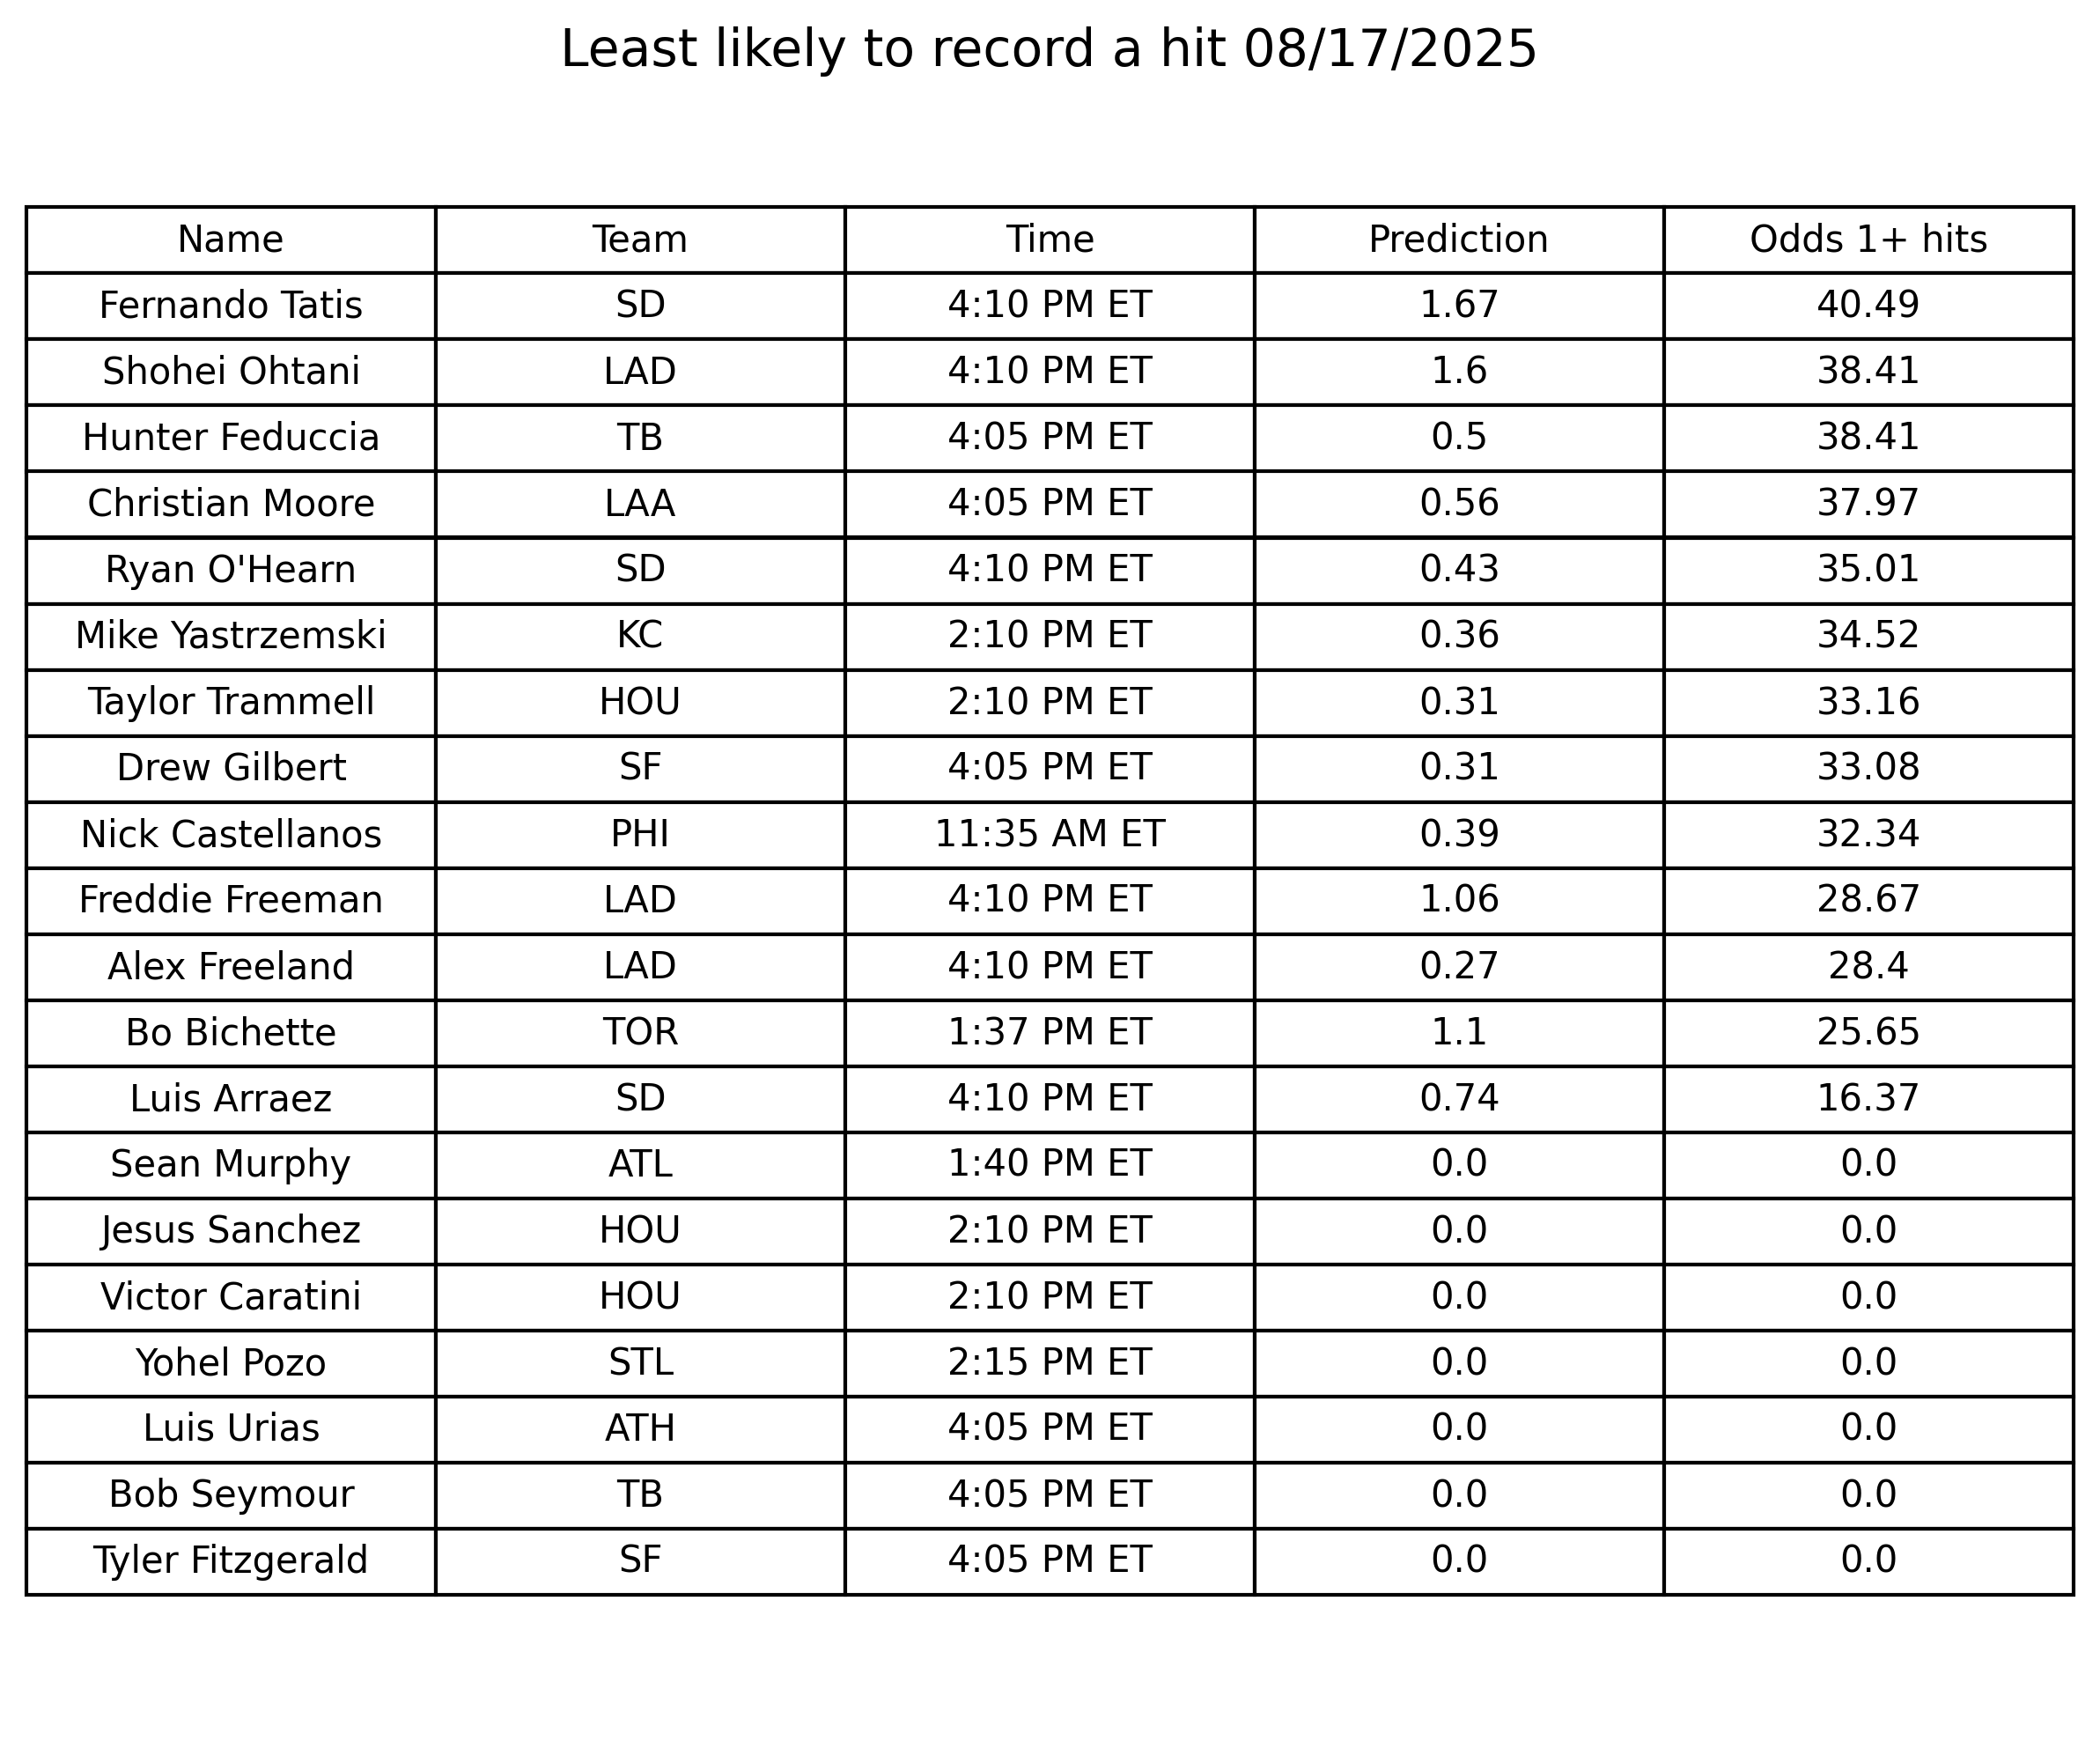 Least likely to record a hit 08/17/2025
Name Team Time Prediction Odds 1+ hits
Fernando Tatis SD 4:10 PM ET 1.67 40.49
Shohei Ohtani LAD 4:10 PM ET 1.6 38.41
Hunter Feduccia TB 4:05 PM ET 0.5 38.41
Christian Moore LAA 4:05 PM ET 0.56 37.97
Ryan O'Hearn SD 4:10 PM ET 0.43 35.01
Mike Yastrzemski KC 2:10 PM ET 0.36 34.52
Taylor Trammell HOU 2:10 PM ET 0.31 33.16
Drew Gilbert SF 4:05 PM ET 0.31 33.08
Nick Castellanos PHI 11:35 AM ET 0.39 32.34
Freddie Freeman LAD 4:10 PM ET 1.06 28.67
Alex Freeland LAD 4:10 PM ET 0.27 28.4
Bo Bichette TOR 1:37 PM ET 1.1 25.65
Luis Arraez SD 4:10 PM ET 0.74 16.37
Sean Murphy ATL 1:40 PM ET 0.0 0.0
Jesus Sanchez HOU 2:10 PM ET 0.0 0.0
Victor Caratini HOU 2:10 PM ET 0.0 0.0
Yohel Pozo STL 2:15 PM ET 0.0 0.0
Luis Urias ATH 4:05 PM ET 0.0 0.0
Bob Seymour TB 4:05 PM ET 0.0 0.0
Tyler Fitzgerald SF 4:05 PM ET 0.0 0.0